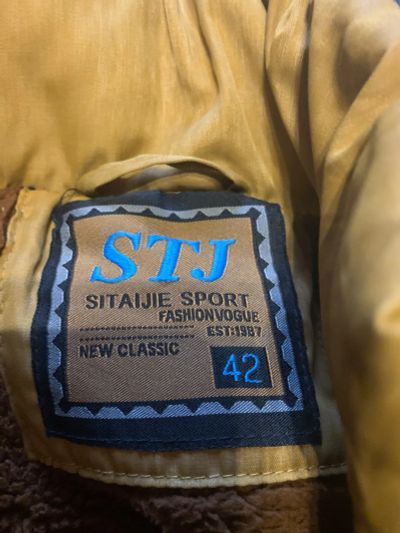 STJ
SITAIJIE SPORT
FASHIONVOGUE
EST:1987
NEW CLASSIC
42